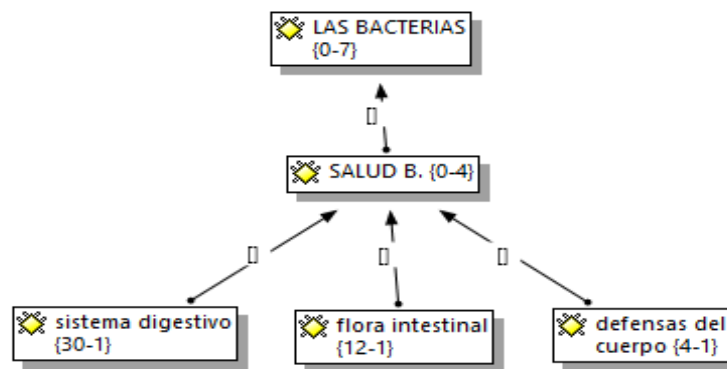 LAS BACTERIAS
{0-7}
[]
SALUD B. {0-4}
[]
[]
[]
sistema digestivo
{30-1}
flora intestinal
{12-1}
defensas del
cuerpo {4-1}